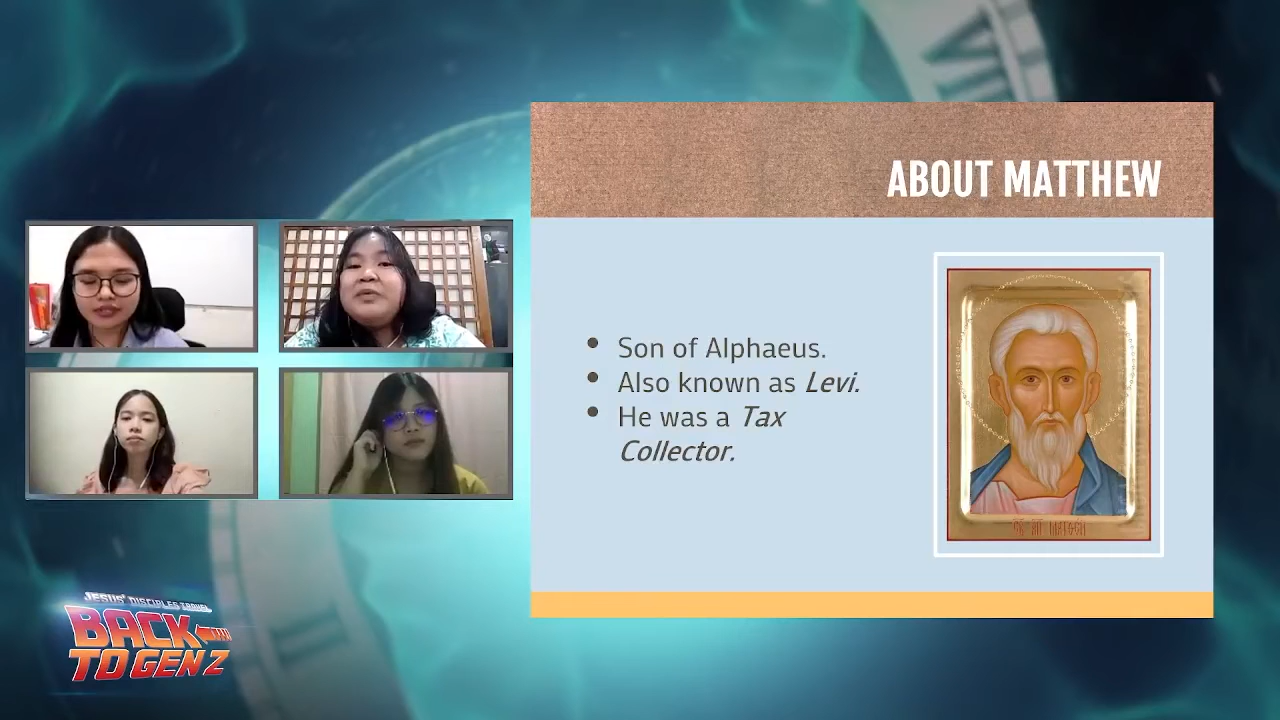 ABOUT MATTHEW
• Son of Alphaeus.
• Also known as Levi.
• He was a Tax
Collector.
JESUS' DISCIPLES TRAVEL
BACK
TO GEN Z